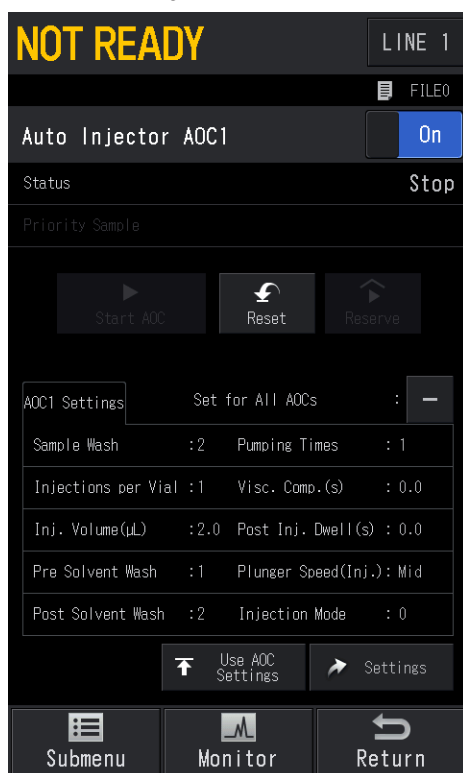 NOT READY
LINE 1
FILE0
Auto Injector AOC1
On
Status
Stop
Priority Sample
Start AOC
Reset
Reserve
AOC1 Settings
Set for All AOCs : —
Sample Wash :2 Pumping Times : 1
Injections per Vial :1 Visc. Comp.(s) : 0.0
Inj. Volume(µL) :2.0 Post Inj. Dwell(s) : 0.0
Pre Solvent Wash :1 Plunger Speed(Inj.): Mid
Post Solvent Wash :2 Injection Mode : 0
Use AOC
Settings
Settings
Submenu
Monitor
Return